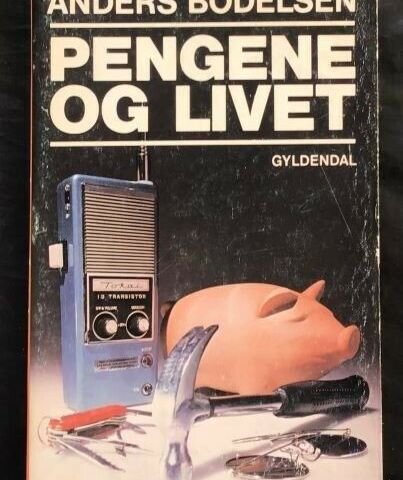 ANDERS BODELSEN
PENGENE
OG LIVET
GYLDENDAL
Tokai
13 TRANSISTOR